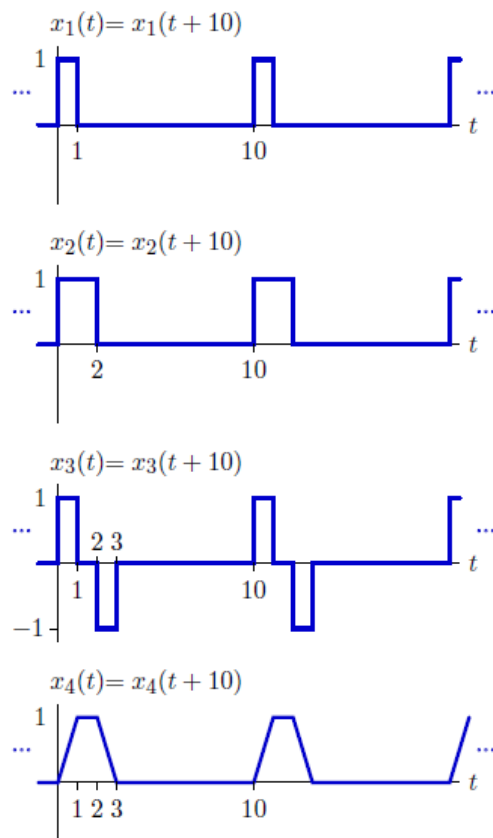 x₁(t)= x₁(t + 10)
1
... ...
t
1 10
x₂(t)= x₂(t + 10)
1
... ...
t
2 10
x₃(t)= x₃(t + 10)
1
... ...
2 3
t
1 10
−1
x₄(t)= x₄(t + 10)
1
... ...
t
1 2 3 10